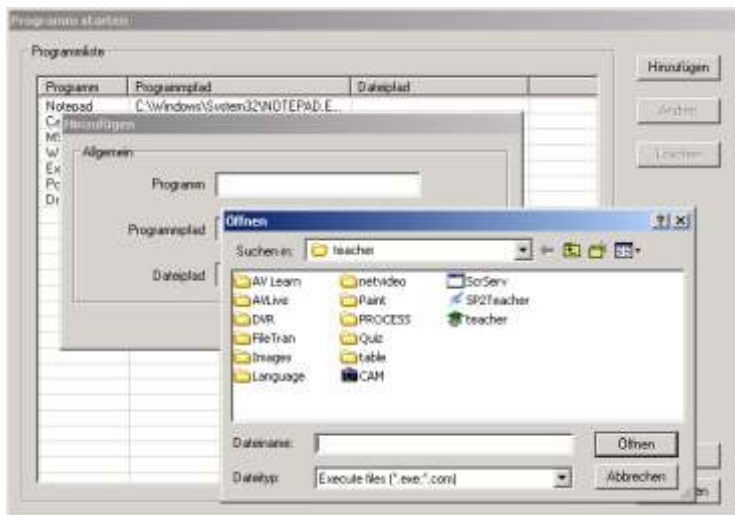 Programm starten
Programmliste
Hinzufügen
Programm Programmpfad Dateipfad
Notepad C:\Windows\System32\NOTEPAD.E...
Ändern
Hinzufügen
Löschen
Allgemein
Programm
Programmpfad
Dateipfad
Öffnen
Suchen in: teacher
AV Learn netvideo ScrServ
AVLive Paint SP2Teacher
DVR PROCESS teacher
FileTran Quiz
Images table
Language CAM
Dateiname: Öffnen
Dateityp: Execute files (*.exe;*.com) Abbrechen